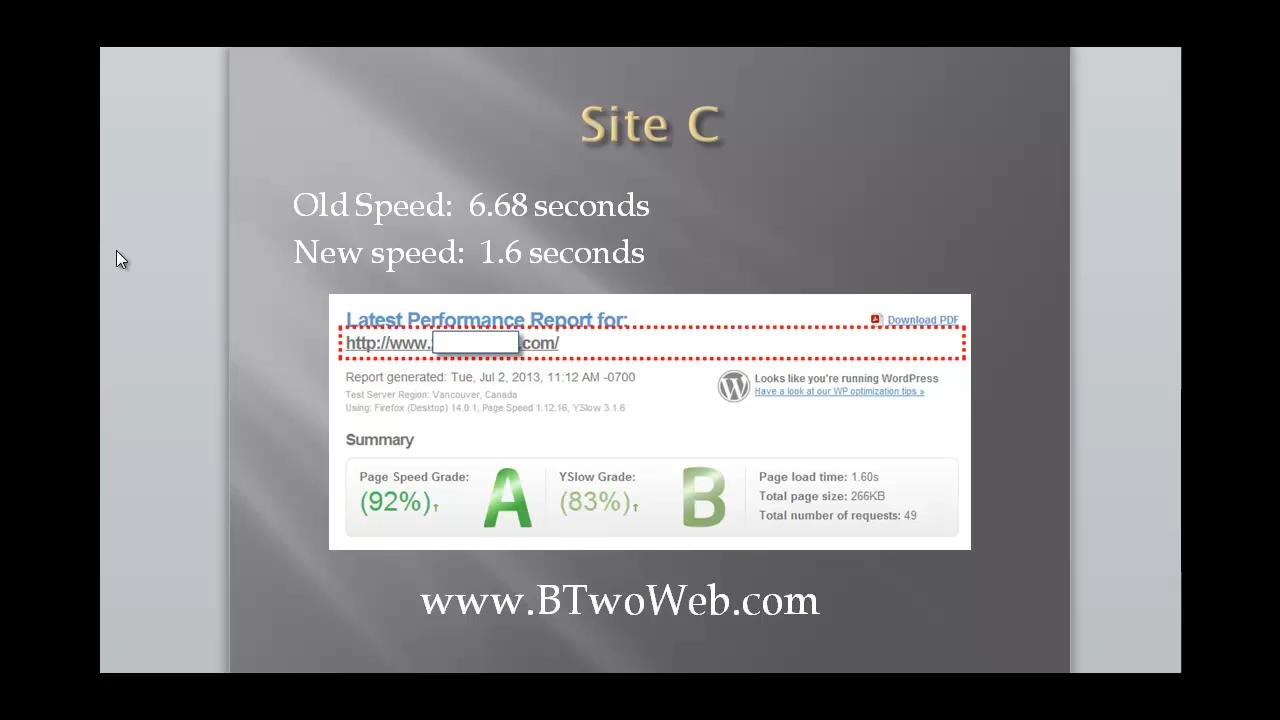 Site C
Old Speed: 6.68 seconds
New speed: 1.6 seconds
Latest Performance Report for:
Download PDF
http://www. .com/
Report generated: Tue, Jul 2, 2013, 11:12 AM -0700
Test Server Region: Vancouver, Canada
Using: Firefox (Desktop) 14.0.1, Page Speed 1.12.16, YSlow 3.1.6
Looks like you're running WordPress
Have a look at our WP optimization tips »
Summary
Page Speed Grade:
(92%)↑
A
YSlow Grade:
(83%)↑
B
Page load time: 1.60s
Total page size: 266KB
Total number of requests: 49
www.BTwoWeb.com